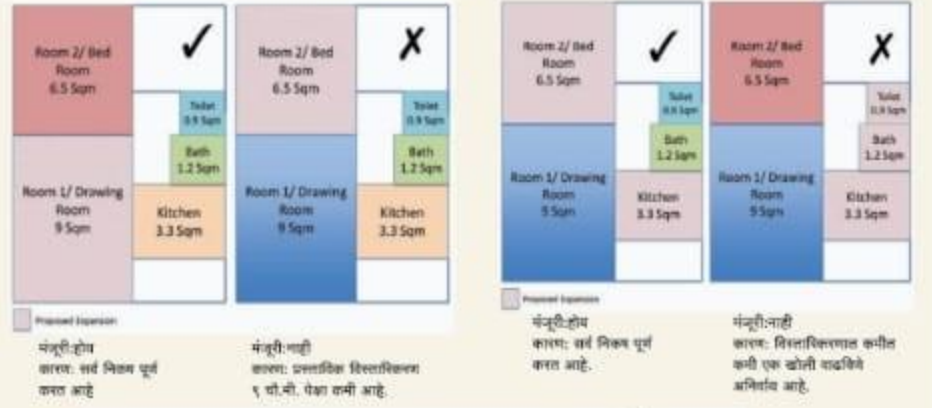 Room 2/ Bed
Room
6.5 Sqm
✓
Toilet
0.9 Sqm
Bath
1.2 Sqm
Room 1/ Drawing
Room
9 Sqm
Kitchen
3.3 Sqm
Room 2/ Bed
Room
6.5 Sqm
✗
Toilet
0.9 Sqm
Bath
1.2 Sqm
Room 1/ Drawing
Room
9 Sqm
Kitchen
3.3 Sqm
Proposed Expansion
मंजूरी:होय
कारण: सर्व निकष पूर्ण
करत आहे
मंजूरी:नाही
कारण: प्रस्तावित विस्तारिकरण
९ चौ.मी. पेक्षा कमी आहे.
Room 2/ Bed
Room
6.5 Sqm
✓
Toilet
0.9 Sqm
Bath
1.2 Sqm
Room 1/ Drawing
Room
9 Sqm
Kitchen
3.3 Sqm
Room 2/ Bed
Room
6.5 Sqm
✗
Toilet
0.9 Sqm
Bath
1.2 Sqm
Room 1/ Drawing
Room
9 Sqm
Kitchen
3.3 Sqm
Proposed Expansion
मंजूरी:होय
कारण: सर्व निकष पूर्ण
करत आहे.
मंजूरी:नाही
कारण: विस्तारिकरणात कमीत
कमी एक खोली वाढविणे
अनिर्वाय आहे.